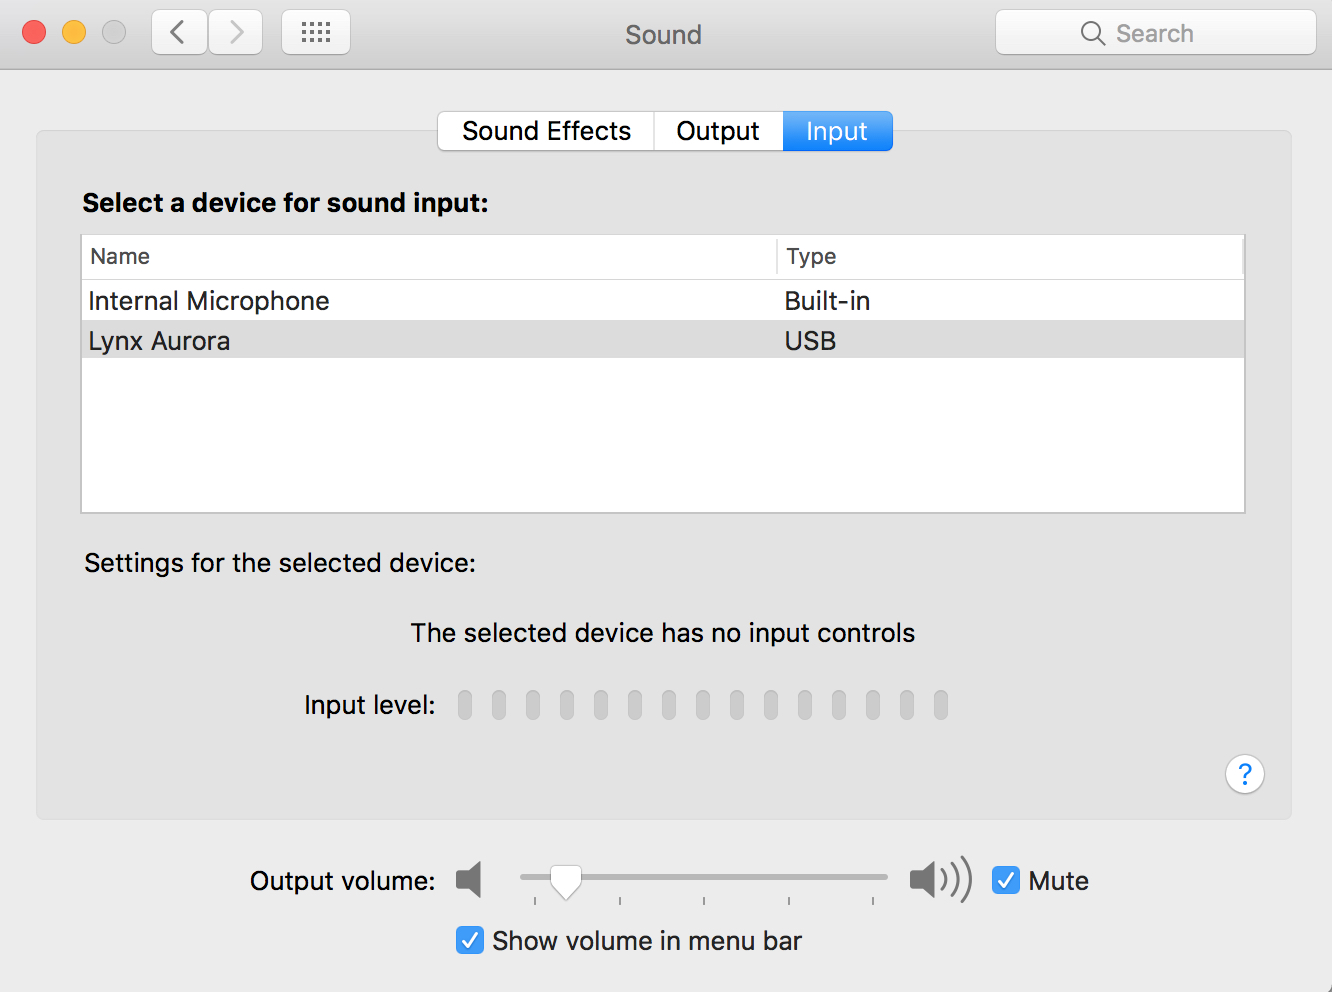 Sound
Search
Sound Effects Output Input
Select a device for sound input:
Name Type
Internal Microphone Built-in
Lynx Aurora USB
Settings for the selected device:
The selected device has no input controls
Input level:
?
Output volume: Mute
Show volume in menu bar